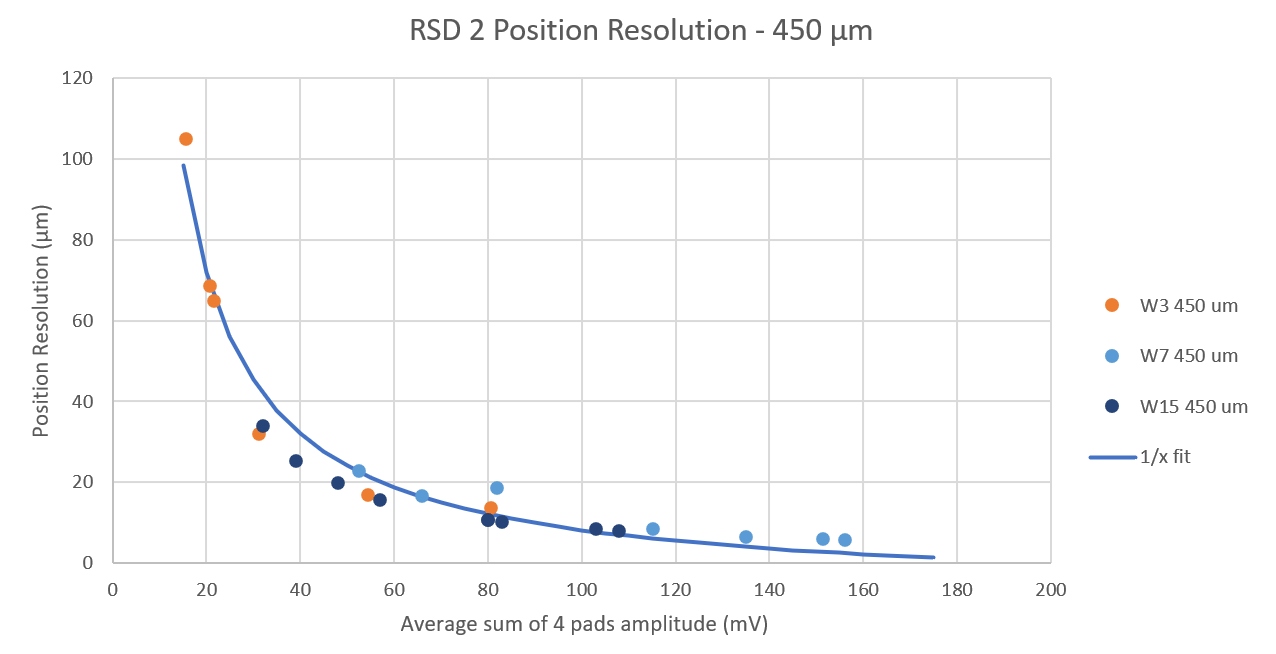 RSD 2 Position Resolution - 450 µm
120
100
80
60
40
20
0
Position Resolution (µm)
0 20 40 60 80 100 120 140 160 180 200
Average sum of 4 pads amplitude (mV)
W3 450 um
W7 450 um
W15 450 um
1/x fit